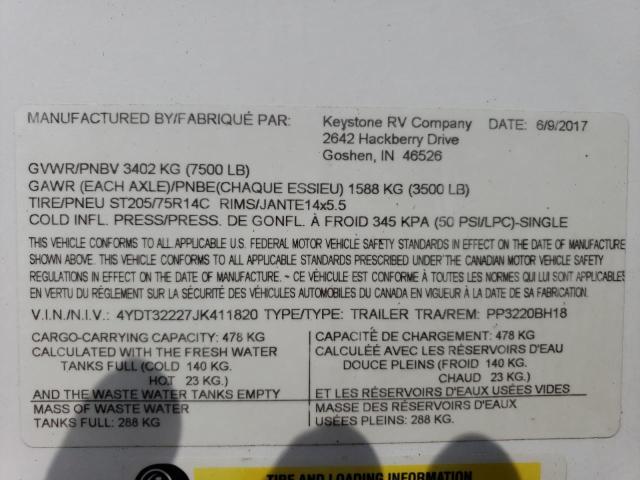 MANUFACTURED BY/FABRIQUÉ PAR: Keystone RV Company DATE: 6/9/2017
2642 Hackberry Drive
Goshen, IN 46526
GVWR/PNBV 3402 KG (7500 LB)
GAWR (EACH AXLE)/PNBE(CHAQUE ESSIEU) 1588 KG (3500 LB)
TIRE/PNEU ST205/75R14C RIMS/JANTE14x5.5
COLD INFL. PRESS/PRESS. DE GONFL. À FROID 345 KPA (50 PSI/LPC)-SINGLE
THIS VEHICLE CONFORMS TO ALL APPLICABLE U.S. FEDERAL MOTOR VEHICLE SAFETY STANDARDS IN EFFECT ON THE DATE OF MANUFACTURE
SHOWN ABOVE. THIS VEHICLE CONFORMS TO ALL APPLICABLE STANDARDS PRESCRIBED UNDER THE CANADIAN MOTOR VEHICLE SAFETY
REGULATIONS IN EFFECT ON THE DATE OF MANUFACTURE. ~ CE VÉHICULE EST CONFORME À TOUTES LES NORMES QUI LUI SONT APPLICABLES
EN VERTU DU RÉGLEMENT SUR LA SÉCURITÉ DES VÉHICULES AUTOMOBILES DU CANADA EN VIGUEUR À LA DATE DE SA FABRICATION.
V.I.N./N.I.V.: 4YDT32227JK411820 TYPE/TYPE: TRAILER TRA/REM: PP3220BH18
CARGO-CARRYING CAPACITY: 478 KG
CALCULATED WITH THE FRESH WATER
TANKS FULL (COLD 140 KG.
HOT 23 KG.)
AND THE WASTE WATER TANKS EMPTY
MASS OF WASTE WATER
TANKS FULL: 288 KG
CAPACITÉ DE CHARGEMENT: 478 KG
CALCULÉE AVEC LES RÉSERVOIRS D'EAU
DOUCE PLEINS (FROID 140 KG.
CHAUD 23 KG.)
ET LES RÉSERVOIRS D'EAUX USÉES VIDES
MASSE DES RÉSERVOIRS D'EAUX
USÉES PLEINS: 288 KG.
TIRE AND LOADING INFORMATION